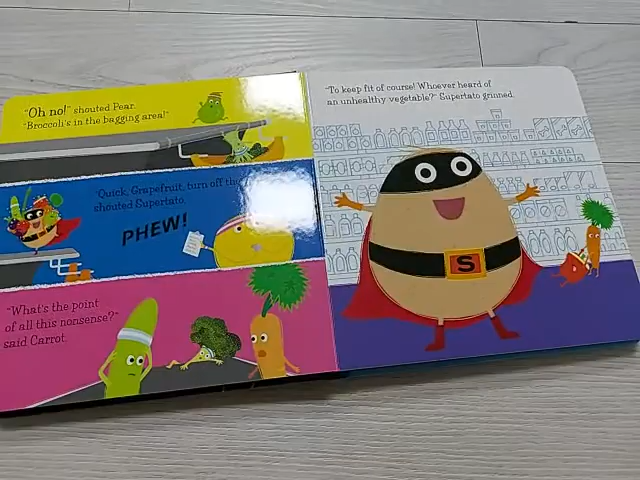 "Oh no!" shouted Pear.
"Broccoli's in the bagging area!"
"Quick, Grapefruit, turn off the
shouted Supertato.
PHEW!
"What's the point
of all this nonsense?"
said Carrot.
"To keep fit of course! Whoever heard of
an unhealthy vegetable?" Supertato grinned.
S